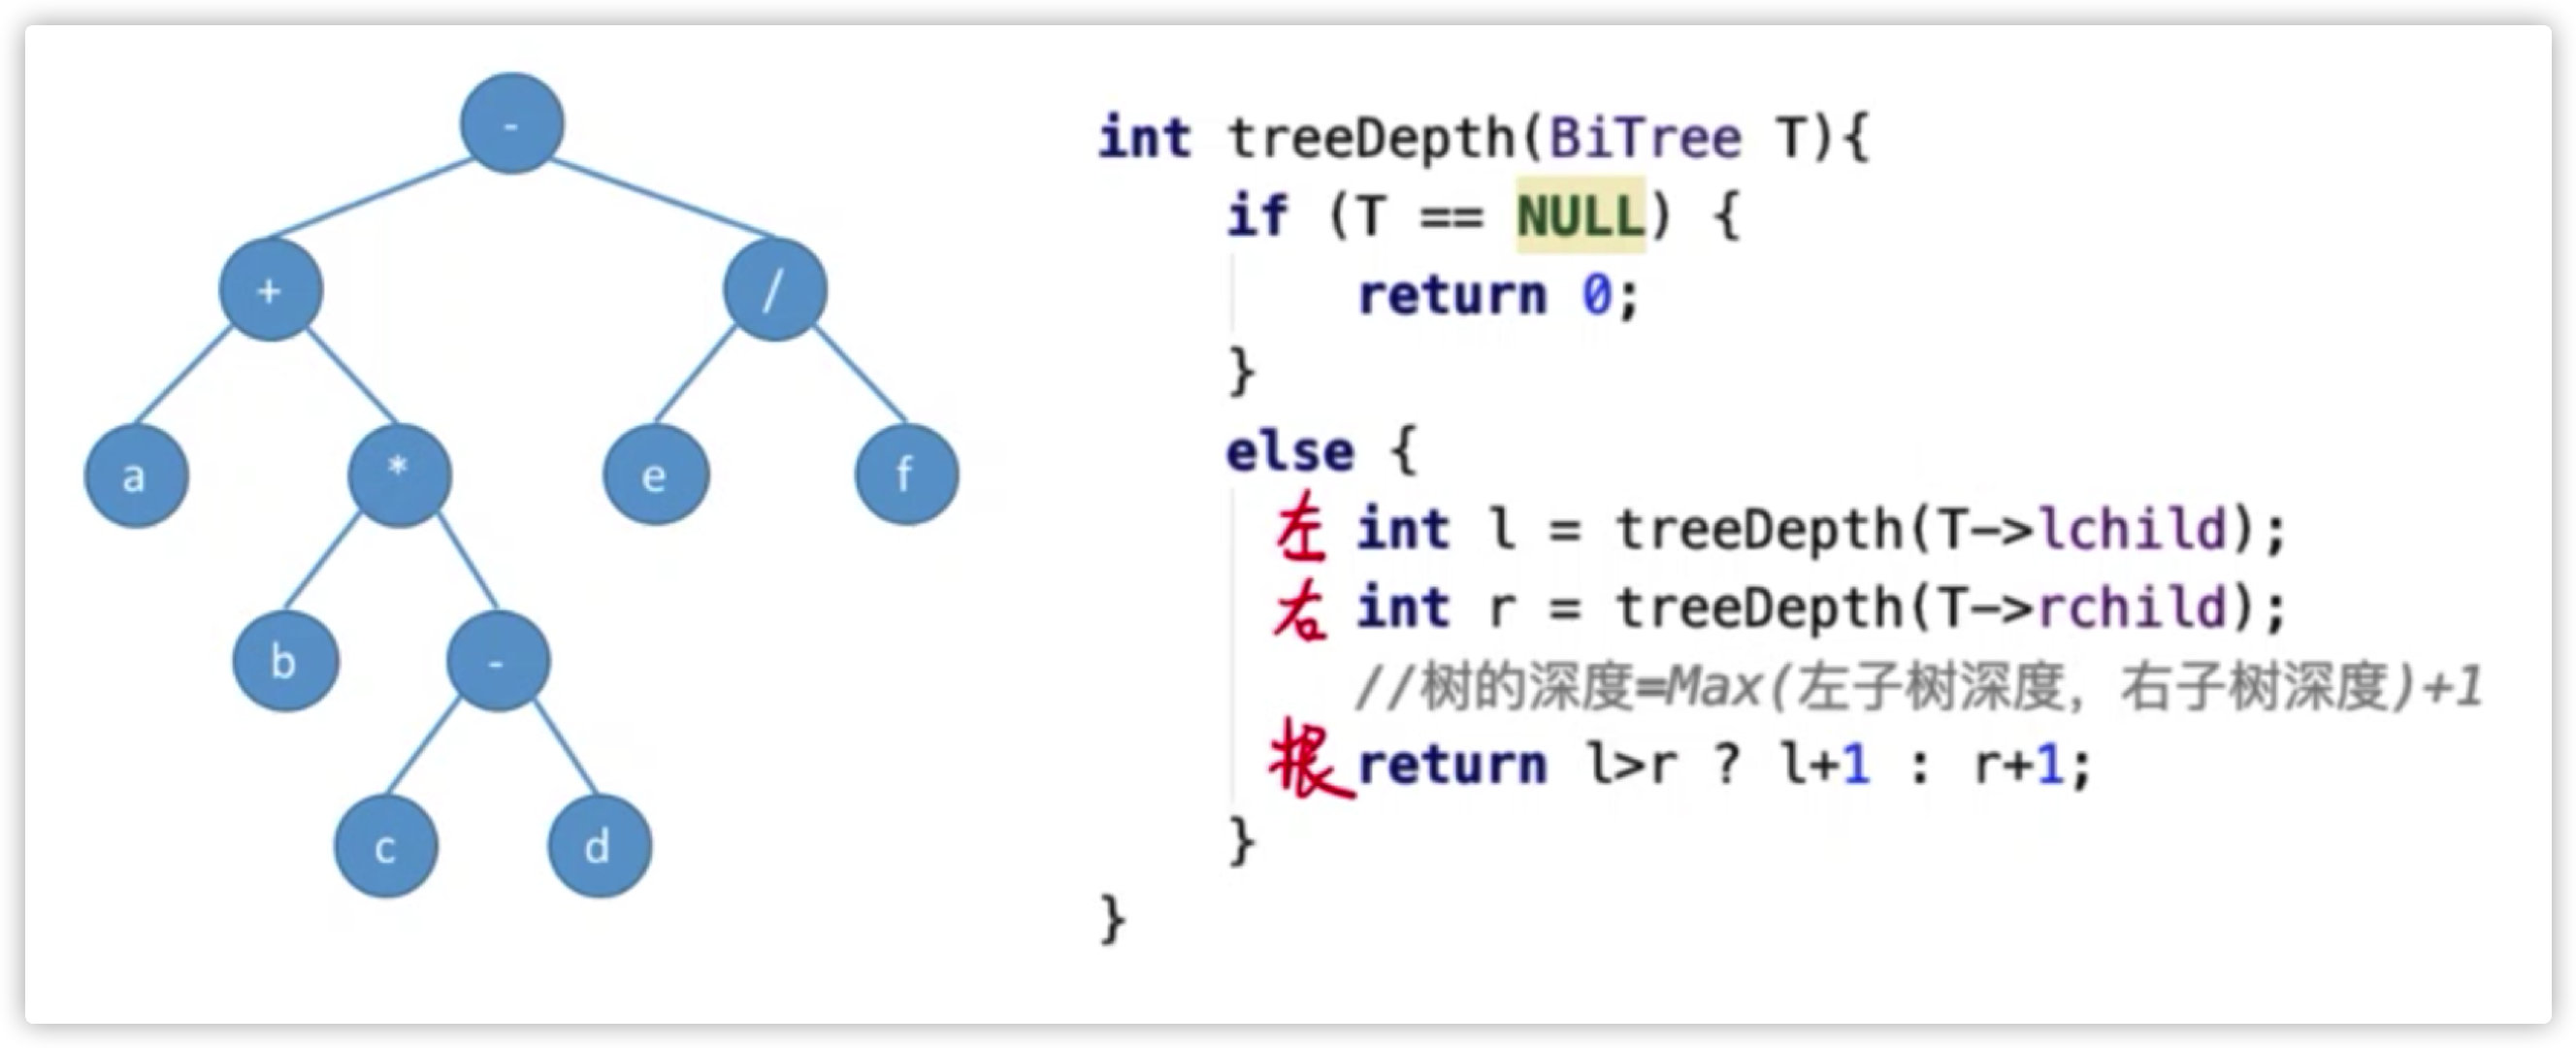 -
+ /
a * e f
b -
c d
int treeDepth(BiTree T){
if (T == NULL) {
return 0;
}
else {
左 int l = treeDepth(T->lchild);
右 int r = treeDepth(T->rchild);
//树的深度=Max(左子树深度，右子树深度)+1
根 return l>r ? l+1 : r+1;
}
}